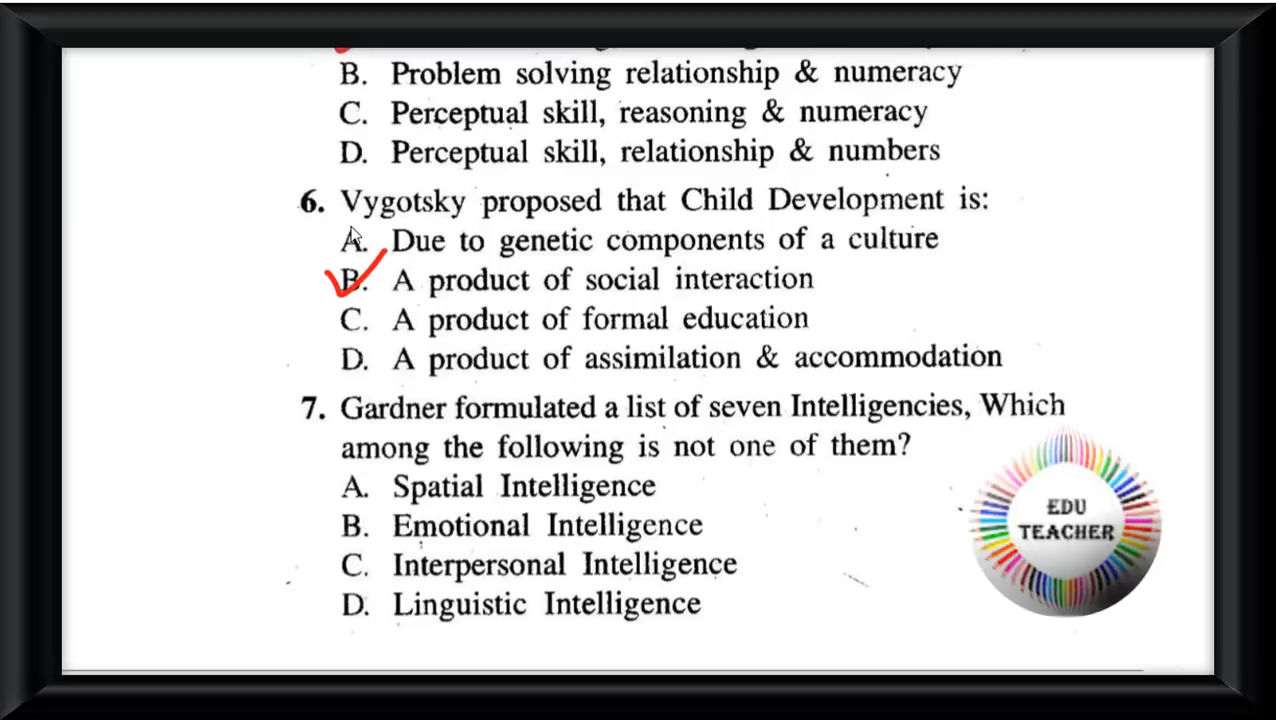 B. Problem solving relationship & numeracy
C. Perceptual skill, reasoning & numeracy
D. Perceptual skill, relationship & numbers
6. Vygotsky proposed that Child Development is:
A. Due to genetic components of a culture
B. A product of social interaction
C. A product of formal education
D. A product of assimilation & accommodation
7. Gardner formulated a list of seven Intelligencies, Which
among the following is not one of them?
A. Spatial Intelligence
B. Emotional Intelligence
C. Interpersonal Intelligence
D. Linguistic Intelligence
EDU
TEACHER